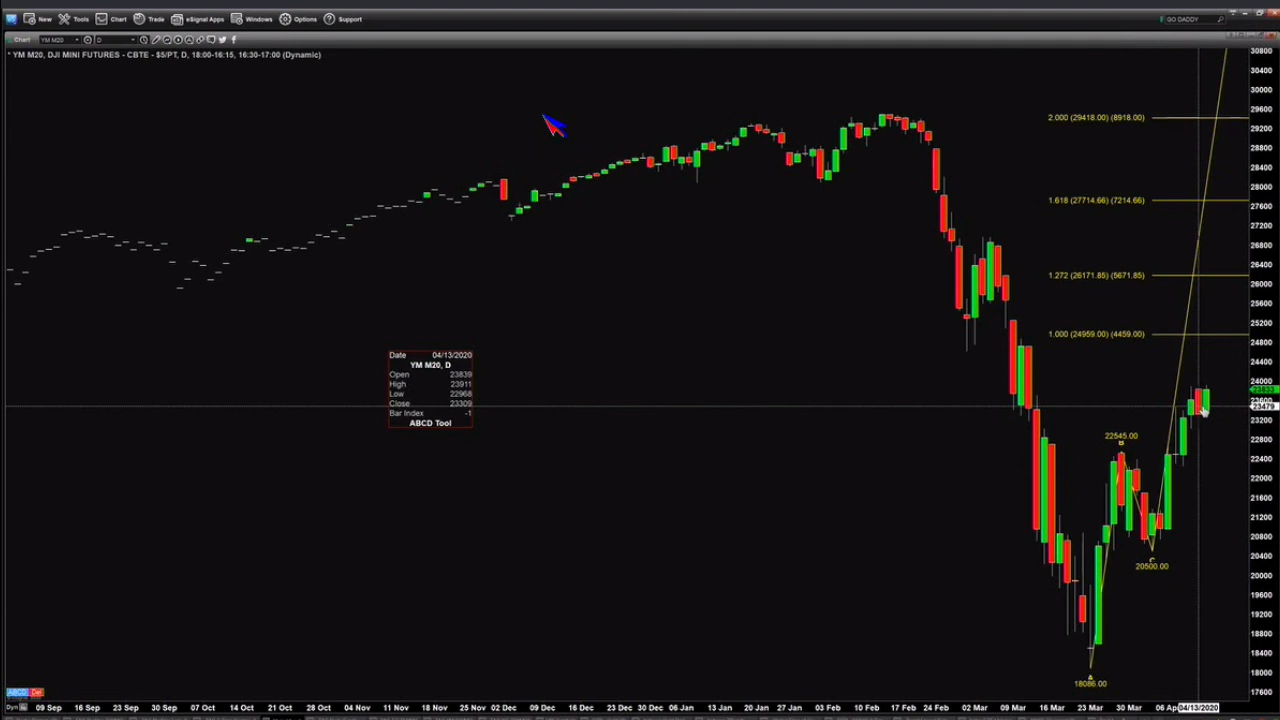 New Tools Chart Trade eSignal Apps Windows Options Support GO DADDY
Chart YM M20 D
* YM M20, DJI MINI FUTURES - CBTE - $5/PT, D, 18:00-16:15, 16:30-17:00 (Dynamic)
30800
30400
30000
29600
2.000 (29418.00) (8918.00)
29200
28800
28400
28000
1.618 (27714.66) (7214.66)
27600
27200
26800
26400
1.272 (26171.85) (5671.85)
26000
25600
25200
1.000 (24959.00) (4459.00)
24800
24400
Date 04/13/2020
YM M20, D
Open 23839
High 23911
Low 22968
Close 23309
Bar Index -1
ABCD Tool
24000
23600
23479
23200
22545.00
B
22800
22400
22000
21600
21200
20800
C
20500.00
20400
20000
19600
19200
18800
18400
A
18086.00
18000
17600
ABCD Del
Dyn 09 Sep 16 Sep 23 Sep 30 Sep 07 Oct 14 Oct 21 Oct 28 Oct 04 Nov 11 Nov 18 Nov 25 Nov 02 Dec 09 Dec 16 Dec 23 Dec 30 Dec 06 Jan 13 Jan 20 Jan 27 Jan 03 Feb 10 Feb 17 Feb 24 Feb 02 Mar 09 Mar 16 Mar 23 Mar 30 Mar 06 Ap 04/13/2020